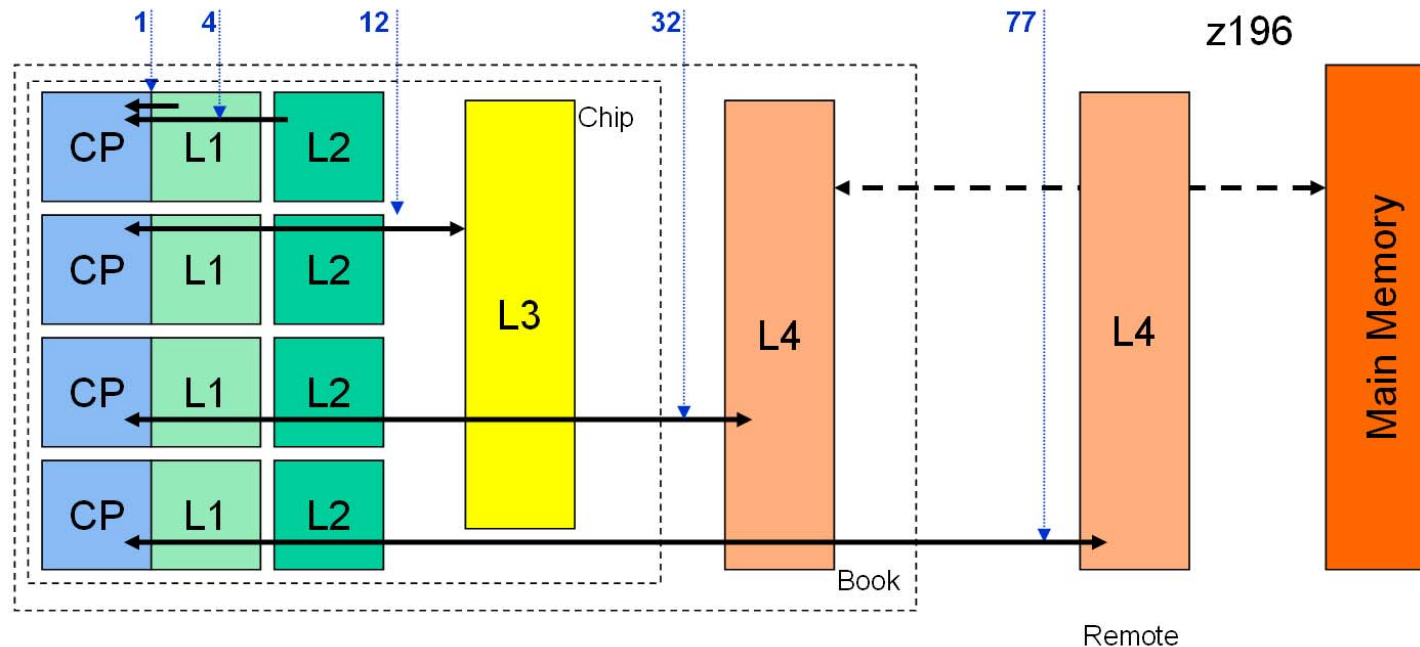 1 4 12 32 77 z196
Chip
CP L1 L2
CP L1 L2
L3
L4
L4
Main Memory
CP L1 L2
CP L1 L2
Book
Remote